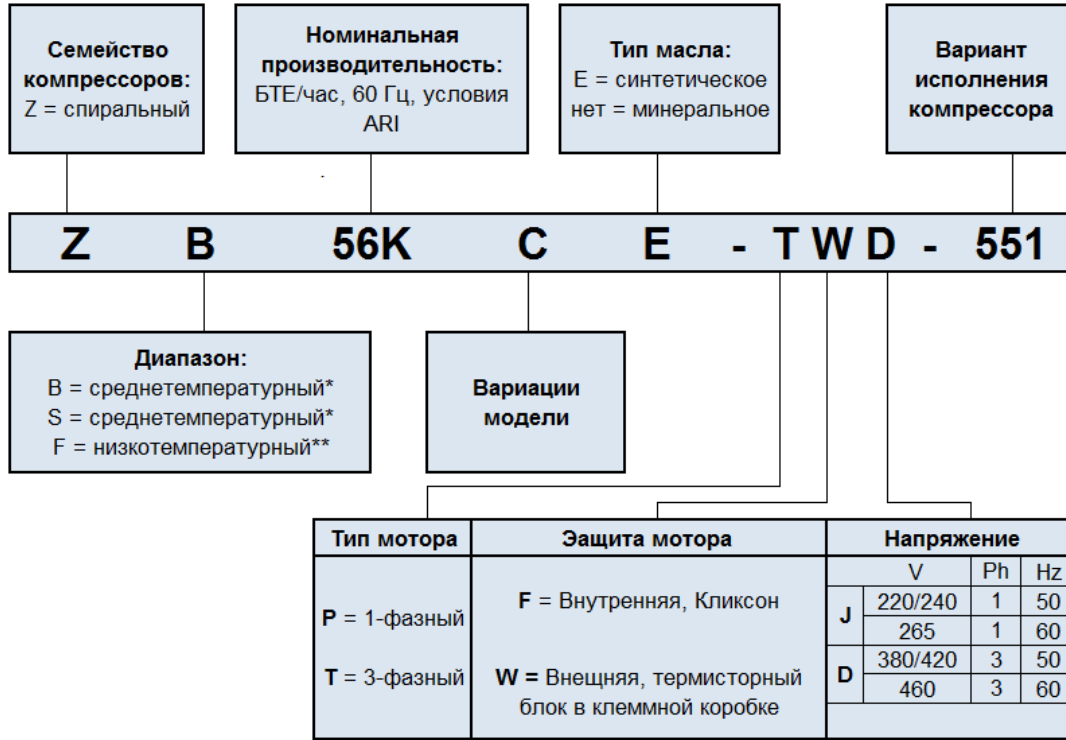 Семейство
компрессоров:
Z = спиральный
Номинальная
производительность:
БТЕ/час, 60 Гц, условия
ARI
Тип масла:
E = синтетическое
нет = минеральное
Вариант
исполнения
компрессора
Z B 56K C E - T W D - 551
Диапазон:
B = среднетемпературный*
S = среднетемпературный*
F = низкотемпературный**
Вариации
модели
Тип мотора Эащита мотора Напряжение
V Ph Hz
P = 1-фазный
T = 3-фазный
F = Внутренняя, Кликсон
W = Внещняя, термисторный
блок в клеммной коробке
J 220/240 1 50
265 1 60
D 380/420 3 50
460 3 60